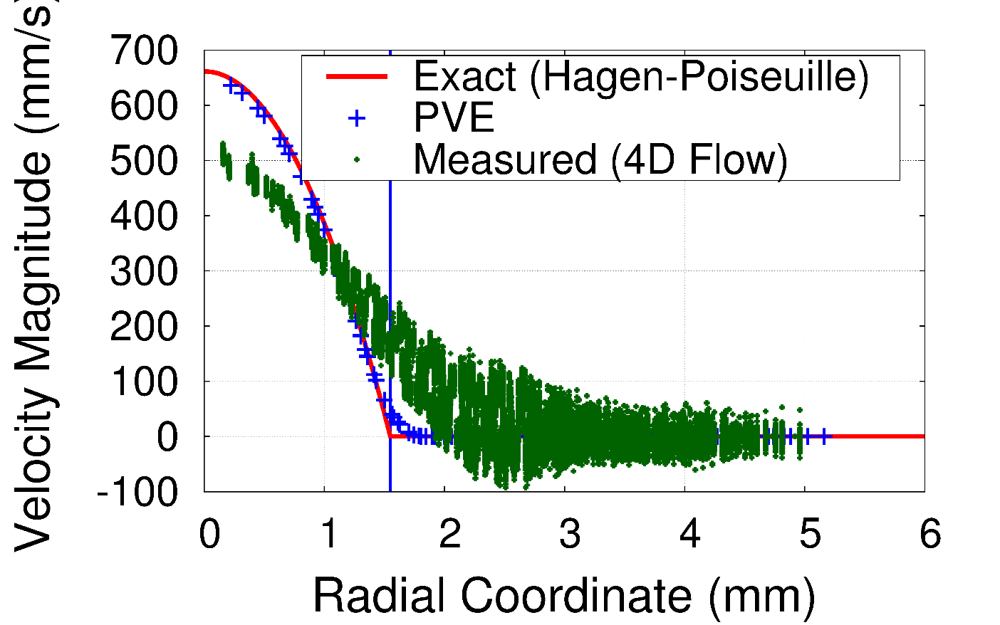 Velocity Magnitude (mm/s)
700
600
500
400
300
200
100
0
-100
Exact (Hagen-Poiseuille)
PVE
Measured (4D Flow)
0 1 2 3 4 5 6
Radial Coordinate (mm)